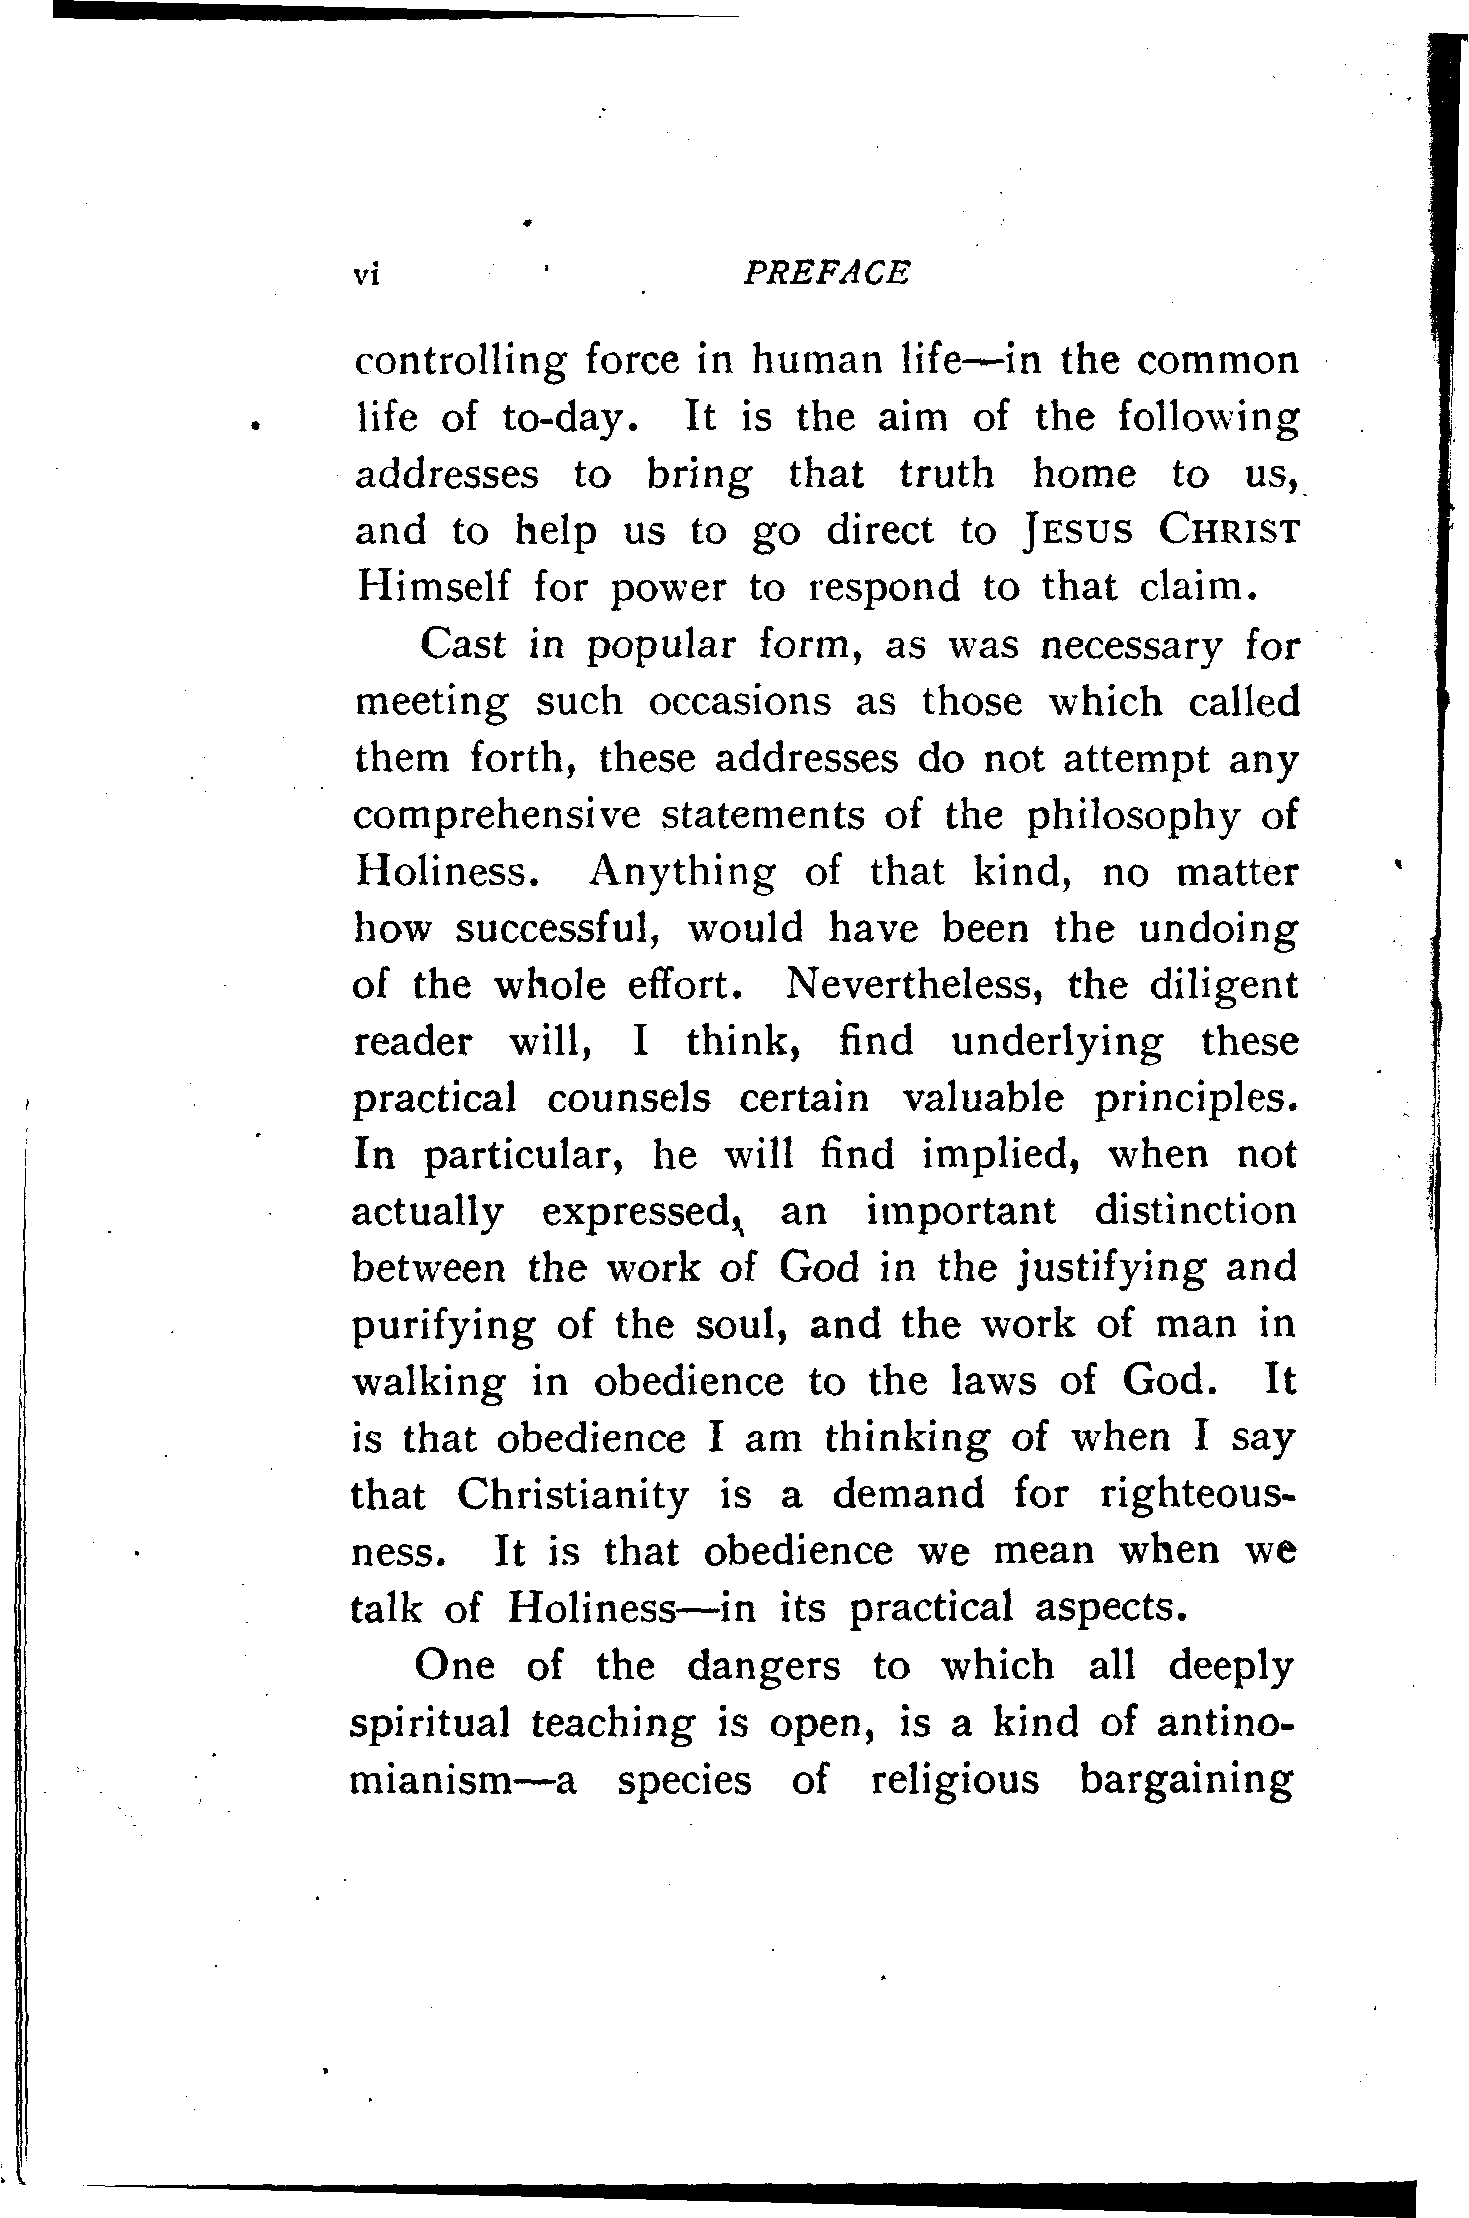 vi PREFACE
controlling force in human life—in the common
life of to-day. It is the aim of the following
addresses to bring that truth home to us,
and to help us to go direct to JESUS CHRIST
Himself for power to respond to that claim.
Cast in popular form, as was necessary for
meeting such occasions as those which called
them forth, these addresses do not attempt any
comprehensive statements of the philosophy of
Holiness. Anything of that kind, no matter
how successful, would have been the undoing
of the whole effort. Nevertheless, the diligent
reader will, I think, find underlying these
practical counsels certain valuable principles.
In particular, he will find implied, when not
actually expressed, an important distinction
between the work of God in the justifying and
purifying of the soul, and the work of man in
walking in obedience to the laws of God. It
is that obedience I am thinking of when I say
that Christianity is a demand for righteous-
ness. It is that obedience we mean when we
talk of Holiness—in its practical aspects.
One of the dangers to which all deeply
spiritual teaching is open, is a kind of antino-
mianism—a species of religious bargaining